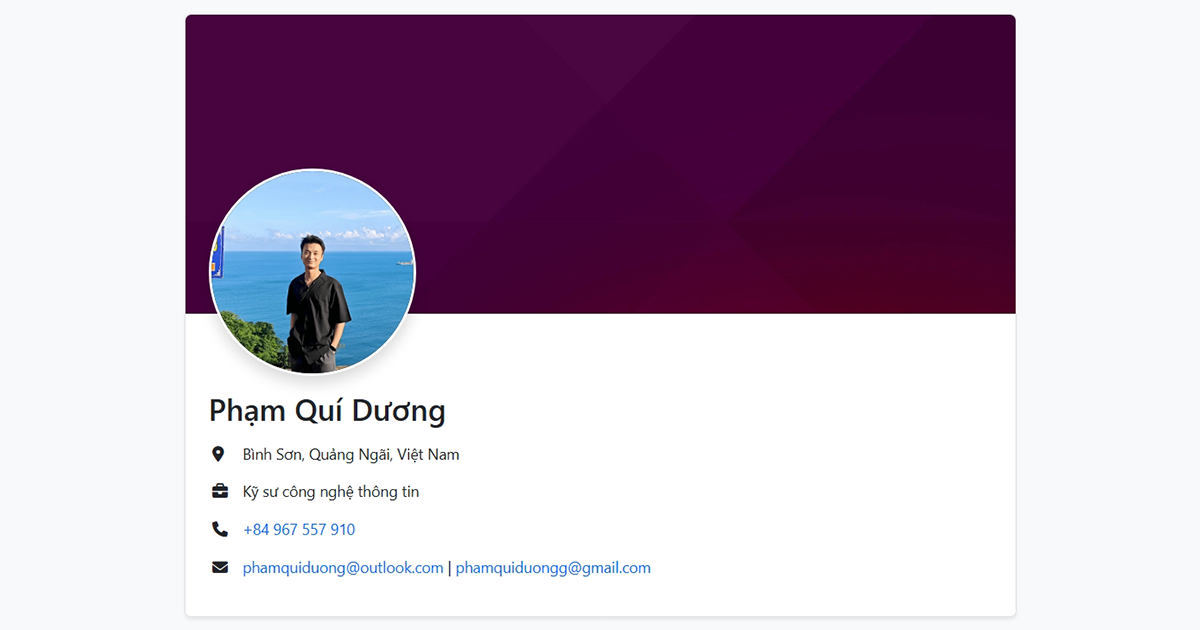 Phạm Quí Dương
Bình Sơn, Quảng Ngãi, Việt Nam
Kỹ sư công nghệ thông tin
+84 967 557 910
phamquiduong@outlook.com | phamquiduongg@gmail.com